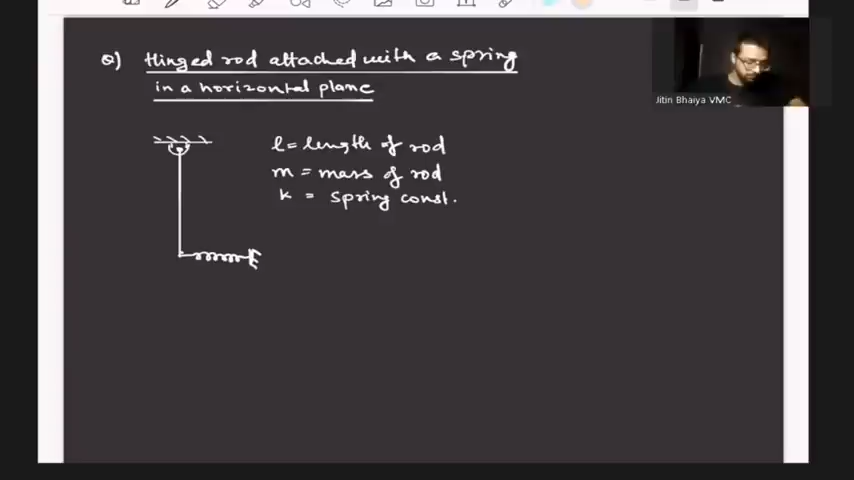 Q) Hinged rod attached with a spring
in a horizontal plane
l = length of rod
m = mass of rod
k = spring const.
Jitin Bhaiya VMC